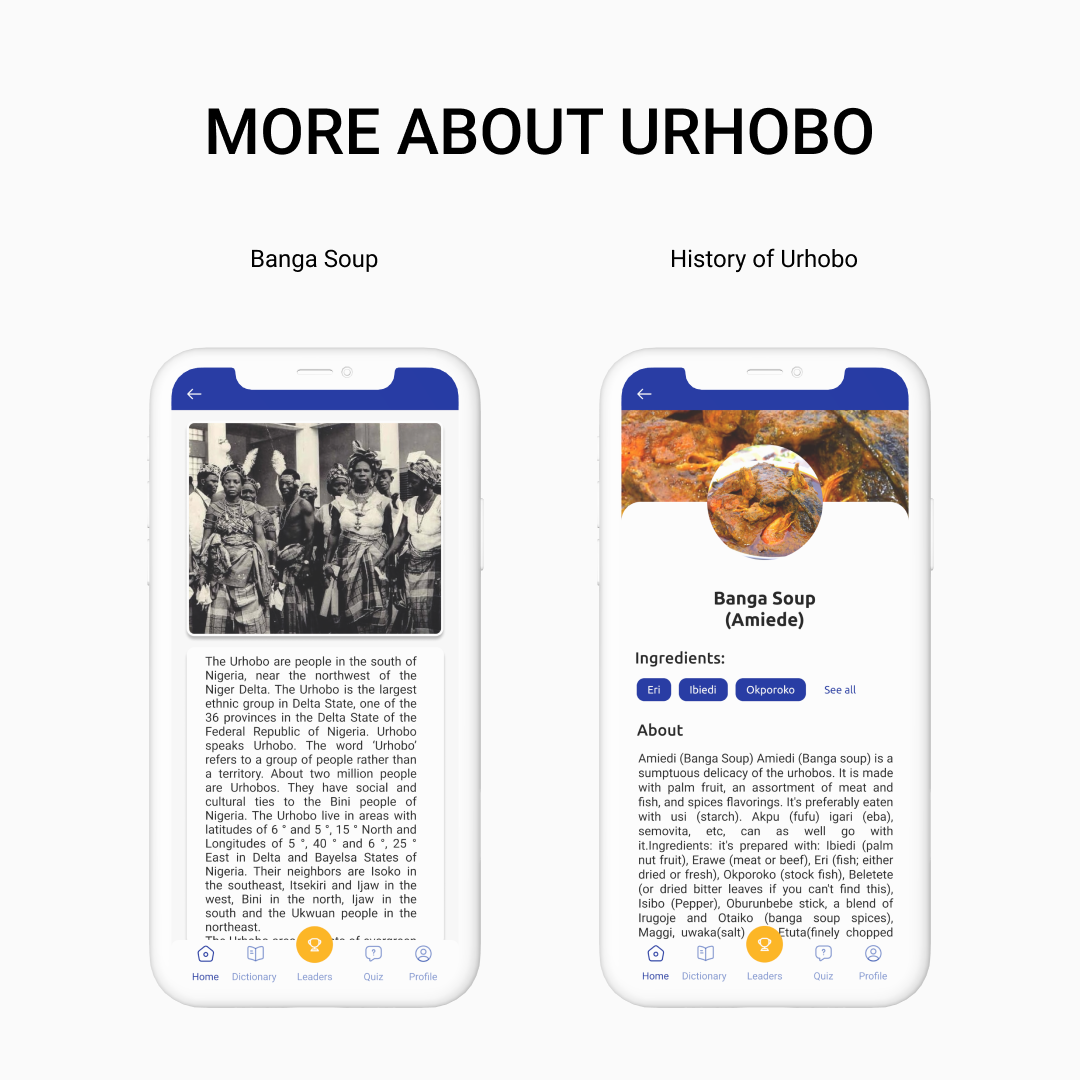 MORE ABOUT URHOBO
Banga Soup
History of Urhobo
The Urhobo are people in the south of
Nigeria, near the northwest of the
Niger Delta. The Urhobo is the largest
ethnic group in Delta State, one of the
36 provinces in the Delta State of the
Federal Republic of Nigeria. Urhobo
speaks Urhobo. The word ‘Urhobo’
refers to a group of people rather than
a territory. About two million people
are Urhobos. They have social and
cultural ties to the Bini people of
Nigeria. The Urhobo live in areas with
latitudes of 6 ° and 5 °, 15 ° North and
Longitudes of 5 °, 40 ° and 6 °, 25 °
East in Delta and Bayelsa States of
Nigeria. Their neighbors are Isoko in
the southeast, Itsekiri and Ijaw in the
west, Bini in the north, Ijaw in the
south and the Ukwuan people in the
northeast.
Home
Dictionary
Leaders
Quiz
Profile
Banga Soup
(Amiede)
Ingredients:
Eri
Ibiedi
Okporoko
See all
About
Amiedi (Banga Soup) Amiedi (Banga soup) is a
sumptuous delicacy of the urhobos. It is made
with palm fruit, an assortment of meat and
fish, and spices flavorings. It's preferably eaten
with usi (starch). Akpu (fufu) igari (eba),
semovita, etc, can as well go with
it.Ingredients: it's prepared with: Ibiedi (palm
nut fruit), Erawe (meat or beef), Eri (fish; either
dried or fresh), Okporoko (stock fish), Beletete
(or dried bitter leaves if you can't find this),
Isibo (Pepper), Oburunbebe stick, a blend of
Irugoje and Otaiko (banga soup spices),
Maggi, uwaka(salt) Etuta(finely chopped
Home
Dictionary
Leaders
Quiz
Profile